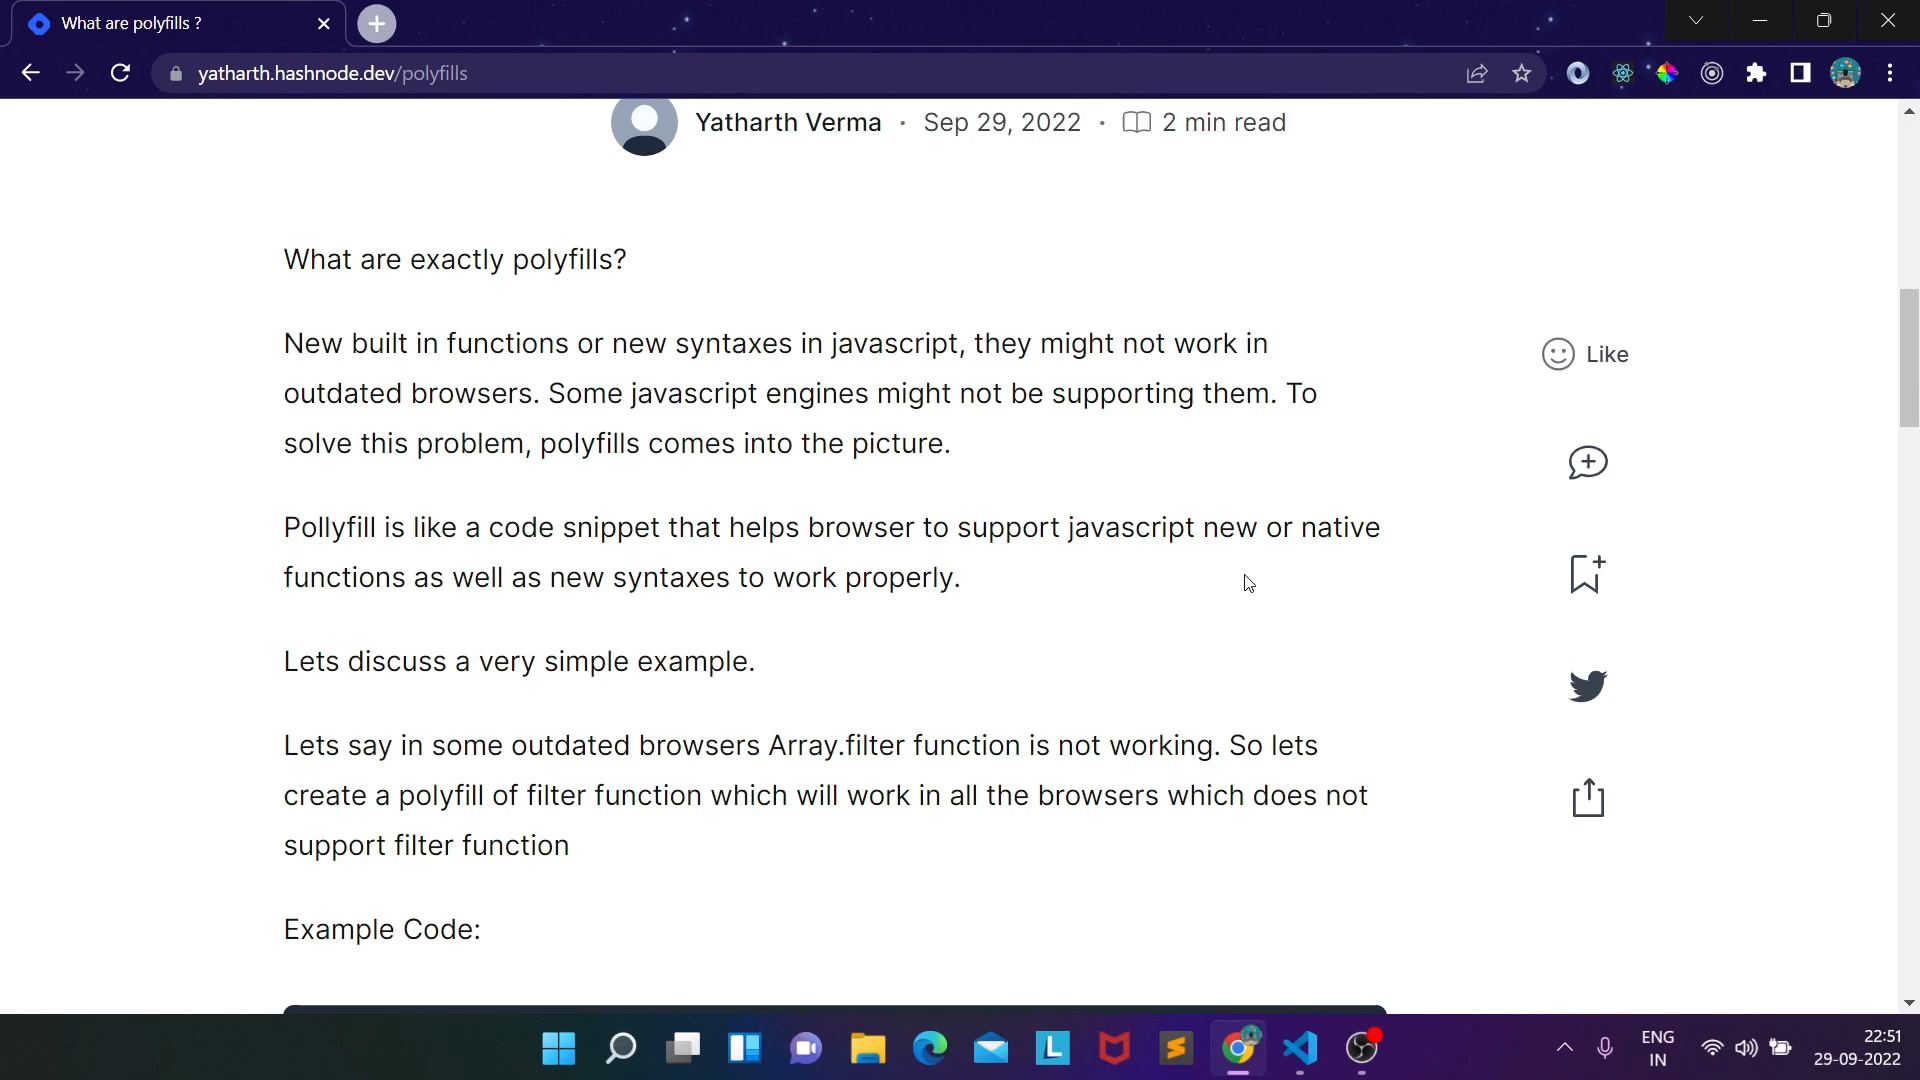 What are polyfills ?
yatharth.hashnode.dev/polyfills
Yatharth Verma · Sep 29, 2022 · 2 min read
What are exactly polyfills?
New built in functions or new syntaxes in javascript, they might not work in
outdated browsers. Some javascript engines might not be supporting them. To
solve this problem, polyfills comes into the picture.
Pollyfill is like a code snippet that helps browser to support javascript new or native
functions as well as new syntaxes to work properly.
Lets discuss a very simple example.
Lets say in some outdated browsers Array.filter function is not working. So lets
create a polyfill of filter function which will work in all the browsers which does not
support filter function
Example Code:
Like
L
ENG
IN
22:51
29-09-2022